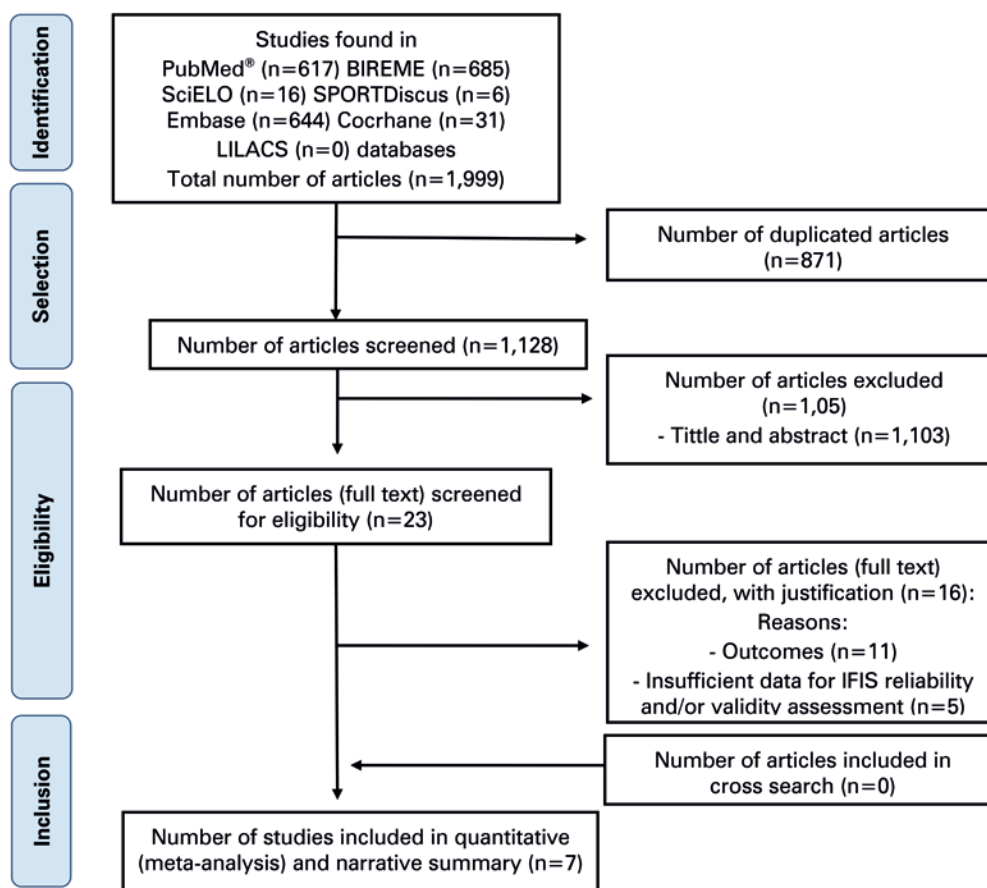 Identification
Studies found in
PubMed® (n=617) BIREME (n=685)
SciELO (n=16) SPORTDiscus (n=6)
Embase (n=644) Cocrhane (n=31)
LILACS (n=0) databases
Total number of articles (n=1,999)
Selection
Number of duplicated articles
(n=871)
Number of articles screened (n=1,128)
Eligibility
Number of articles excluded
(n=1,05)
- Tittle and abstract (n=1,103)
Number of articles (full text) screened
for eligibility (n=23)
Number of articles (full text)
excluded, with justification (n=16):
Reasons:
- Outcomes (n=11)
- Insufficient data for IFIS reliability
and/or validity assessment (n=5)
Inclusion
Number of articles included in
cross search (n=0)
Number of studies included in quantitative
(meta-analysis) and narrative summary (n=7)